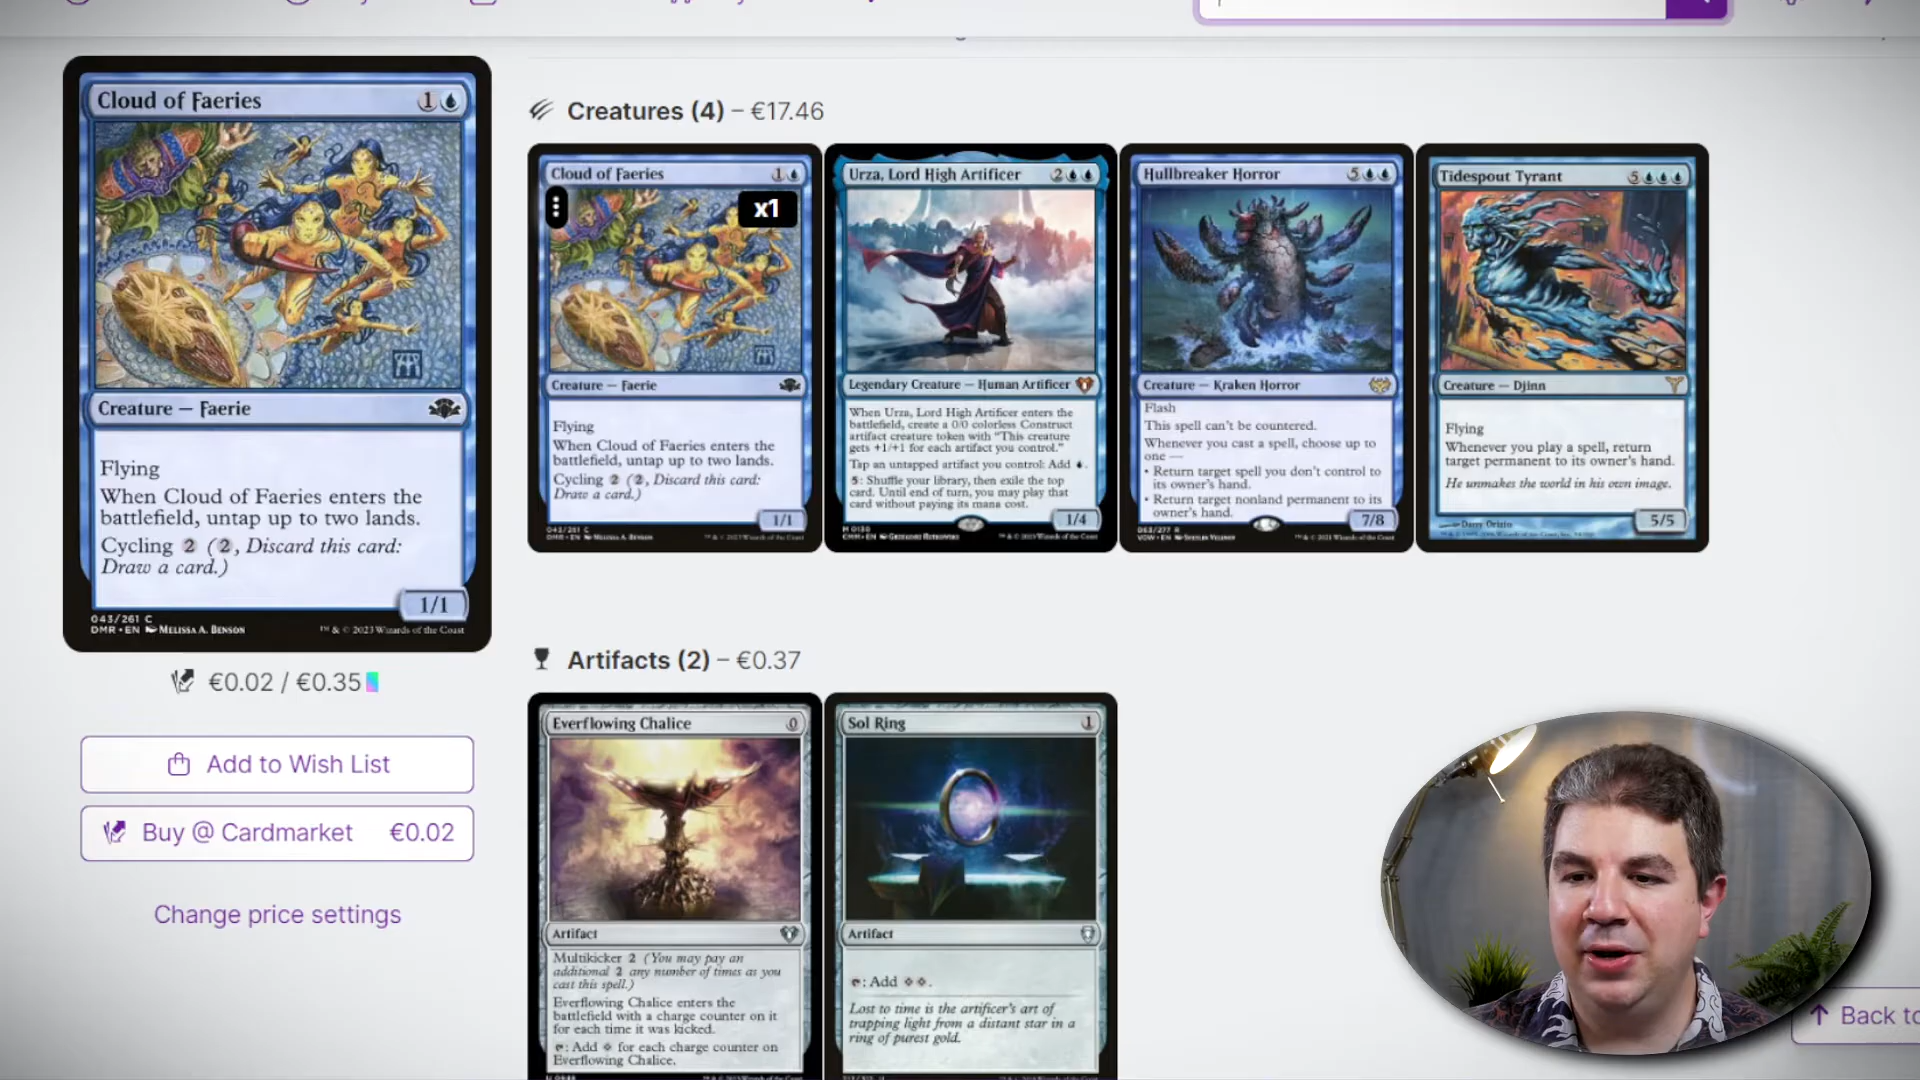 Cloud of Faeries 1
Creature — Faerie
Flying
When Cloud of Faeries enters the
battlefield, untap up to two lands.
Cycling 2 (2, Discard this card:
Draw a card.)
1/1
043/261 C
DMR • EN MELISSA A. BENSON
™ & © 2023 Wizards of the Coast
€0.02 / €0.35
Add to Wish List
Buy @ Cardmarket €0.02
Change price settings
Creatures (4) – €17.46
Cloud of Faeries 1
x1
Creature — Faerie
Flying
When Cloud of Faeries enters the
battlefield, untap up to two lands.
Cycling 2 (2, Discard this card:
Draw a card.)
1/1
043/261 C
DMR • EN MELISSA A. BENSON
Urza, Lord High Artificer 2
Legendary Creature — Human Artificer
When Urza, Lord High Artificer enters the
battlefield, create a 0/0 colorless Construct
artifact creature token with "This creature
gets +1/+1 for each artifact you control."
Tap an untapped artifact you control: Add
5: Shuffle your library, then exile the top
card. Until end of turn, you may play that
card without paying its mana cost.
1/4
Hullbreaker Horror 5
Creature — Kraken Horror
Flash
This spell can't be countered.
Whenever you cast a spell, choose up to
one —
• Return target spell you don't control to
its owner's hand.
• Return target nonland permanent to its
owner's hand.
7/8
Tidespout Tyrant 5
Creature — Djinn
Flying
Whenever you play a spell, return
target permanent to its owner's hand.
He unmakes the world in his own image.
5/5
Artifacts (2) – €0.37
Everflowing Chalice 0
Artifact
Multikicker 2 (You may pay an
additional 2 any number of times as you
cast this spell.)
Everflowing Chalice enters the
battlefield with a charge counter on it
for each time it was kicked.
: Add for each charge counter on
Everflowing Chalice.
Sol Ring 1
Artifact
: Add
Lost to time is the artificer's art of
trapping light from a distant star in a
ring of purest gold.
Back to